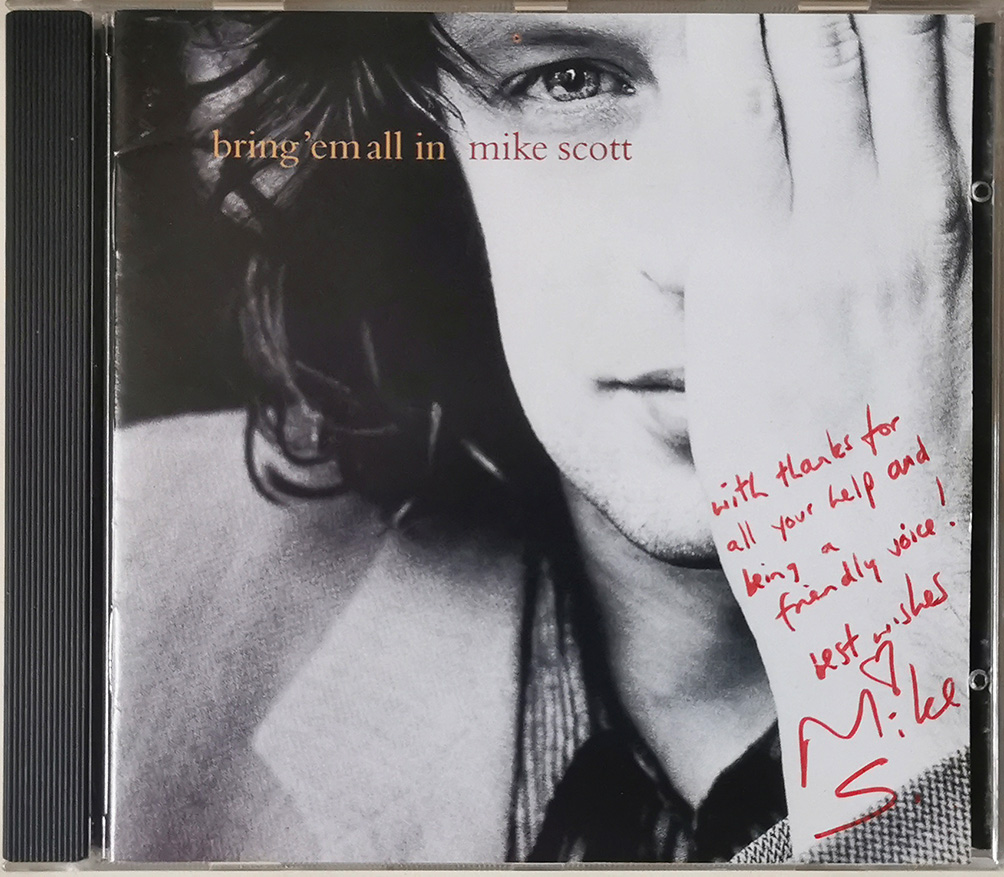 bring 'em all in mike scott
with thanks for
all your help and
being a
friendly voice!
best wishes
Mike
S.